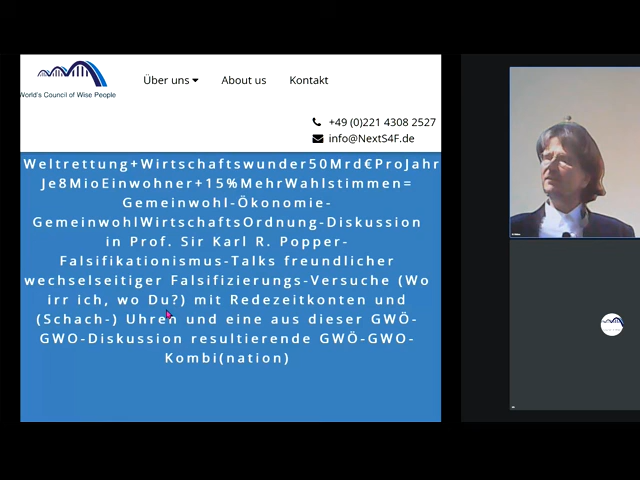 World's Council of Wise People
Über uns
About us
Kontakt
+49 (0)221 4308 2527
info@NextS4F.de
Weltrettung+Wirtschaftswunder50Mrd€ProJahr
Je8MioEinwohner+15%MehrWahlstimmen=
Gemeinwohl-Ökonomie-
GemeinwohlWirtschaftsOrdnung-Diskussion
in Prof. Sir Karl R. Popper-
Falsifikationismus-Talks freundlicher
wechselseitiger Falsifizierungs-Versuche (Wo
irr ich, wo Du?) mit Redezeitkonten und
(Schach-) Uhren und eine aus dieser GWÖ-
GWO-Diskussion resultierende GWÖ-GWO-
Kombi(nation)